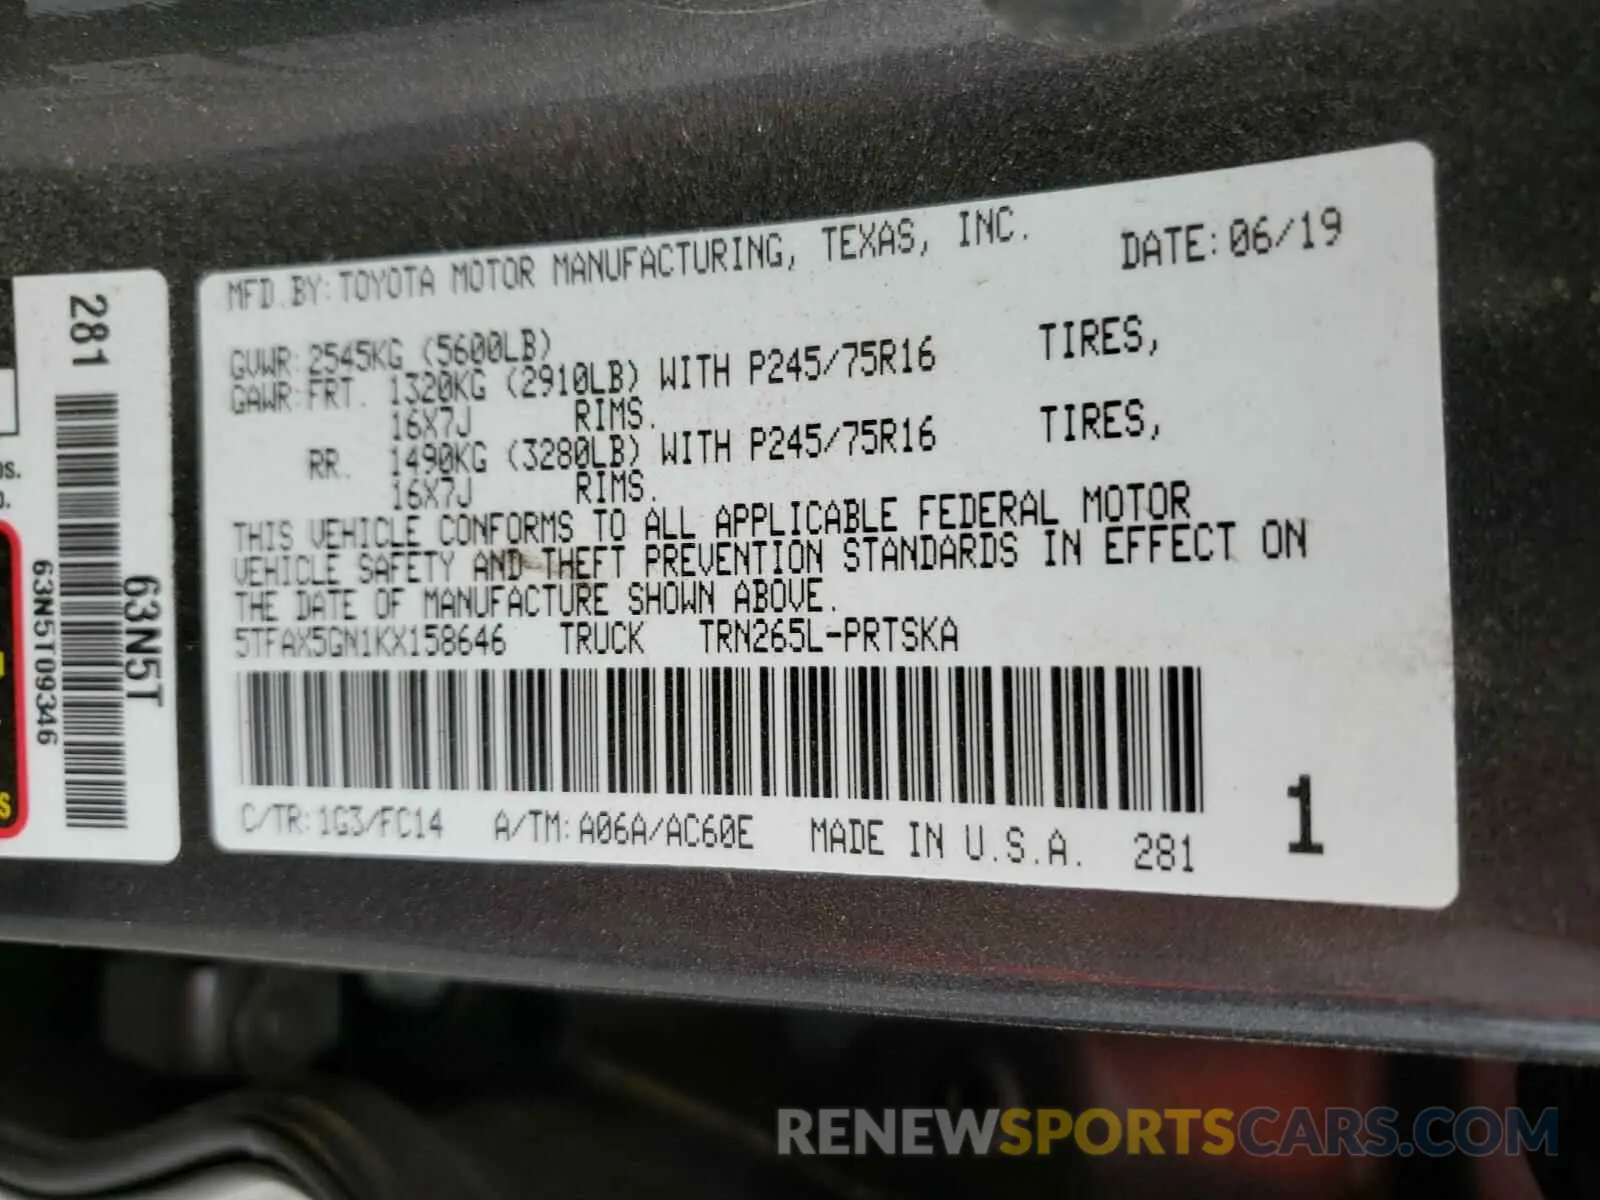 MFD.BY:TOYOTA MOTOR MANUFACTURING, TEXAS, INC. DATE:06/19
GVWR:2545KG (5600LB)
GAWR:FRT. 1320KG (2910LB) WITH P245/75R16 TIRES,
16X7J RIMS.
RR. 1490KG (3280LB) WITH P245/75R16 TIRES,
16X7J RIMS.
THIS VEHICLE CONFORMS TO ALL APPLICABLE FEDERAL MOTOR
VEHICLE SAFETY AND THEFT PREVENTION STANDARDS IN EFFECT ON
THE DATE OF MANUFACTURE SHOWN ABOVE.
5TFAX5GN1KX158646 TRUCK TRN265L-PRTSKA
C/TR:1G3/FC14 A/TM:A06A/AC60E MADE IN U.S.A. 281
1
281
63N5T
63N5T09346
S
RENEWSPORTSCARS.COM